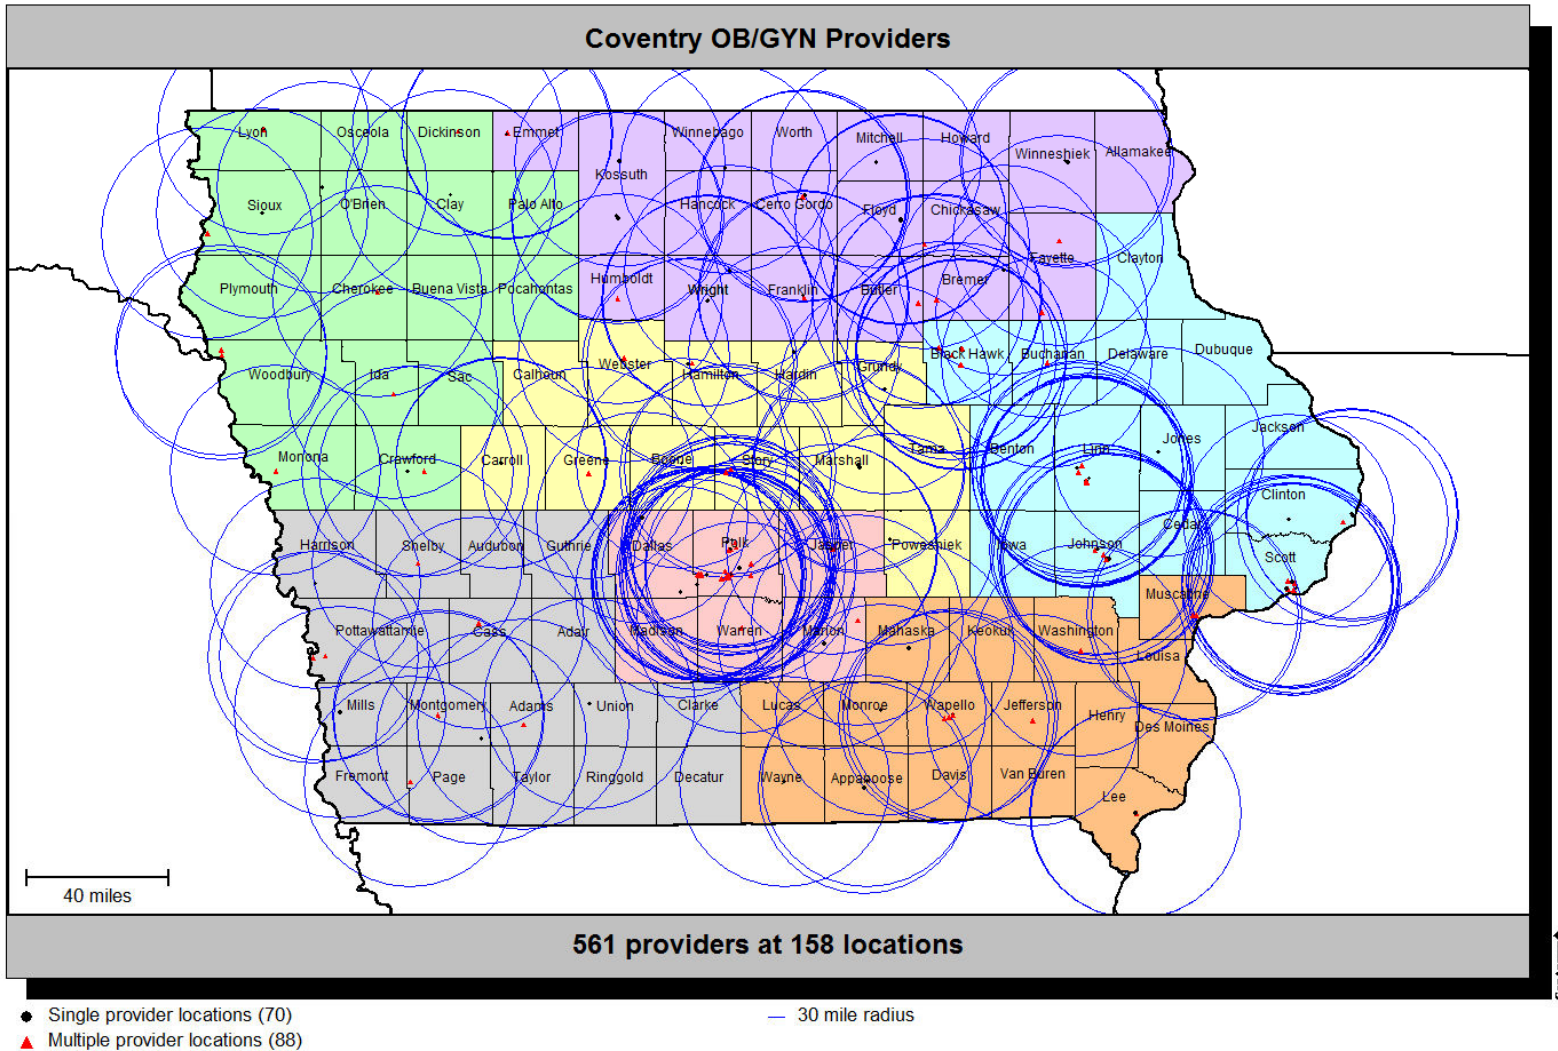 Coventry OB/GYN Providers
Lyon Osceola Dickinson Emmet Winnebago Worth Mitchell Howard Winneshiek Allamakee
Kossuth
Sioux O'Brien Clay Palo Alto Hancock Cerro Gordo Floyd Chickasaw
Fayette Clayton
Plymouth Cherokee Buena Vista Pocahontas Humboldt Wright Franklin Butler Bremer
Woodbury Ida Sac Calhoun Webster Hamilton Hardin Grundy Black Hawk Buchanan Delaware Dubuque
Monona Crawford Carroll Greene Boone Story Marshall Tama Benton Linn Jones Jackson
Clinton
Cedar
Harrison Shelby Audubon Guthrie Dallas Polk Jasper Poweshiek Iowa Johnson Scott
Muscatine
Pottawattamie Cass Adair Madison Warren Marion Mahaska Keokuk Washington
Louisa
Mills Montgomery Adams Union Clarke Lucas Monroe Wapello Jefferson Henry Des Moines
Fremont Page Taylor Ringgold Decatur Wayne Appanoose Davis Van Buren Lee
40 miles
561 providers at 158 locations
Single provider locations (70)
30 mile radius
Multiple provider locations (88)